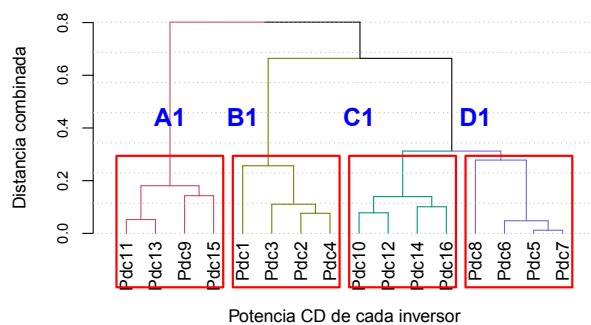 Distancia combinada
0.8
0.6
0.4
0.2
0.0
A1 B1 C1 D1
Pdc11 Pdc13 Pdc9 Pdc15 Pdc1 Pdc3 Pdc2 Pdc4 Pdc10 Pdc12 Pdc14 Pdc16 Pdc8 Pdc6 Pdc5 Pdc7
Potencia CD de cada inversor